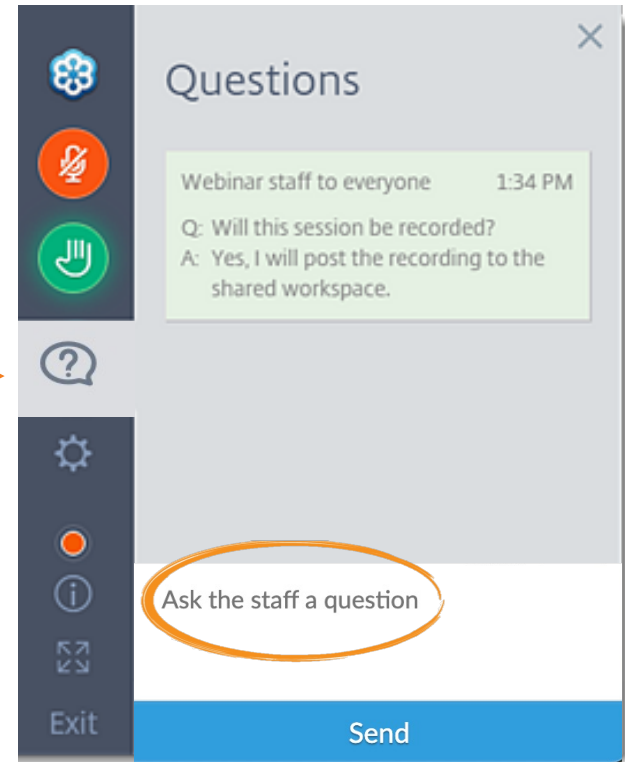 Questions
Webinar staff to everyone 1:34 PM
Q: Will this session be recorded?
A: Yes, I will post the recording to the
shared workspace.
Ask the staff a question
Exit
Send